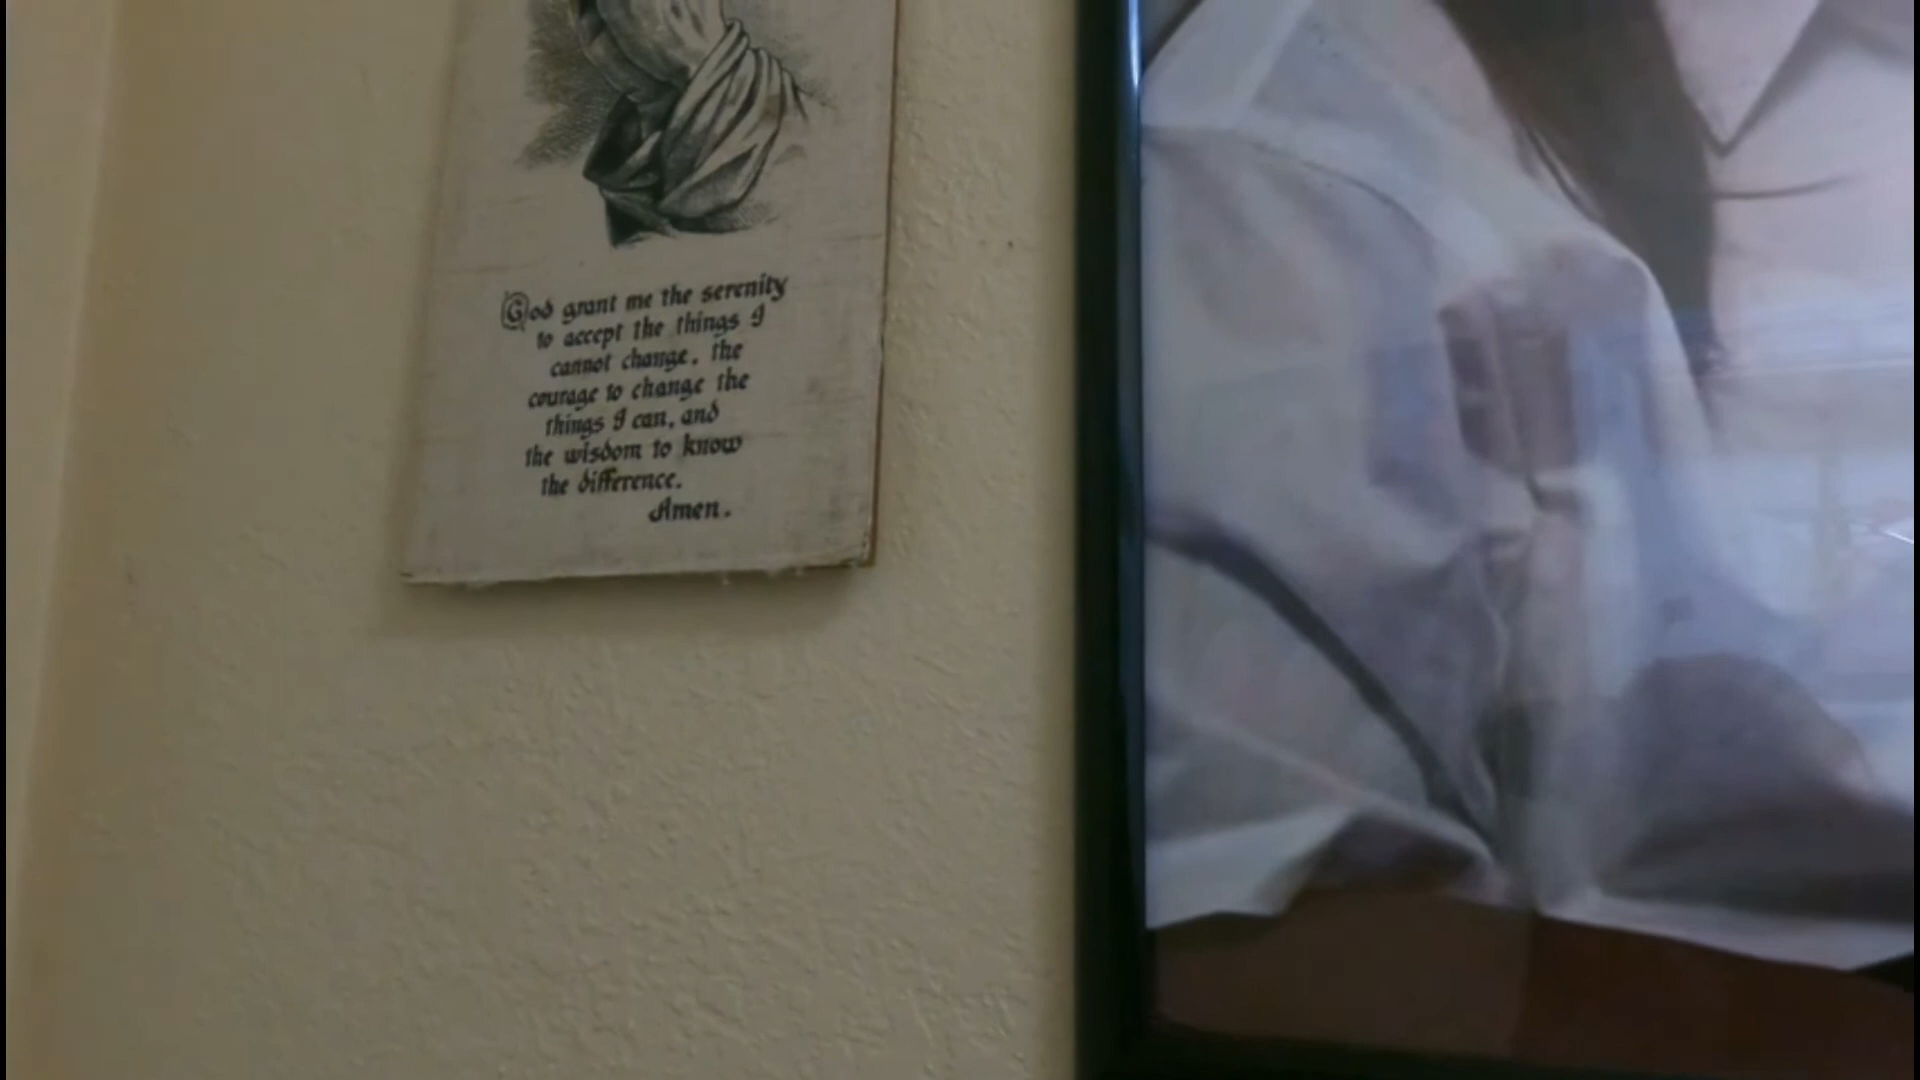 God grant me the serenity
to accept the things I
cannot change, the
courage to change the
things I can, and
the wisdom to know
the difference.
Amen.